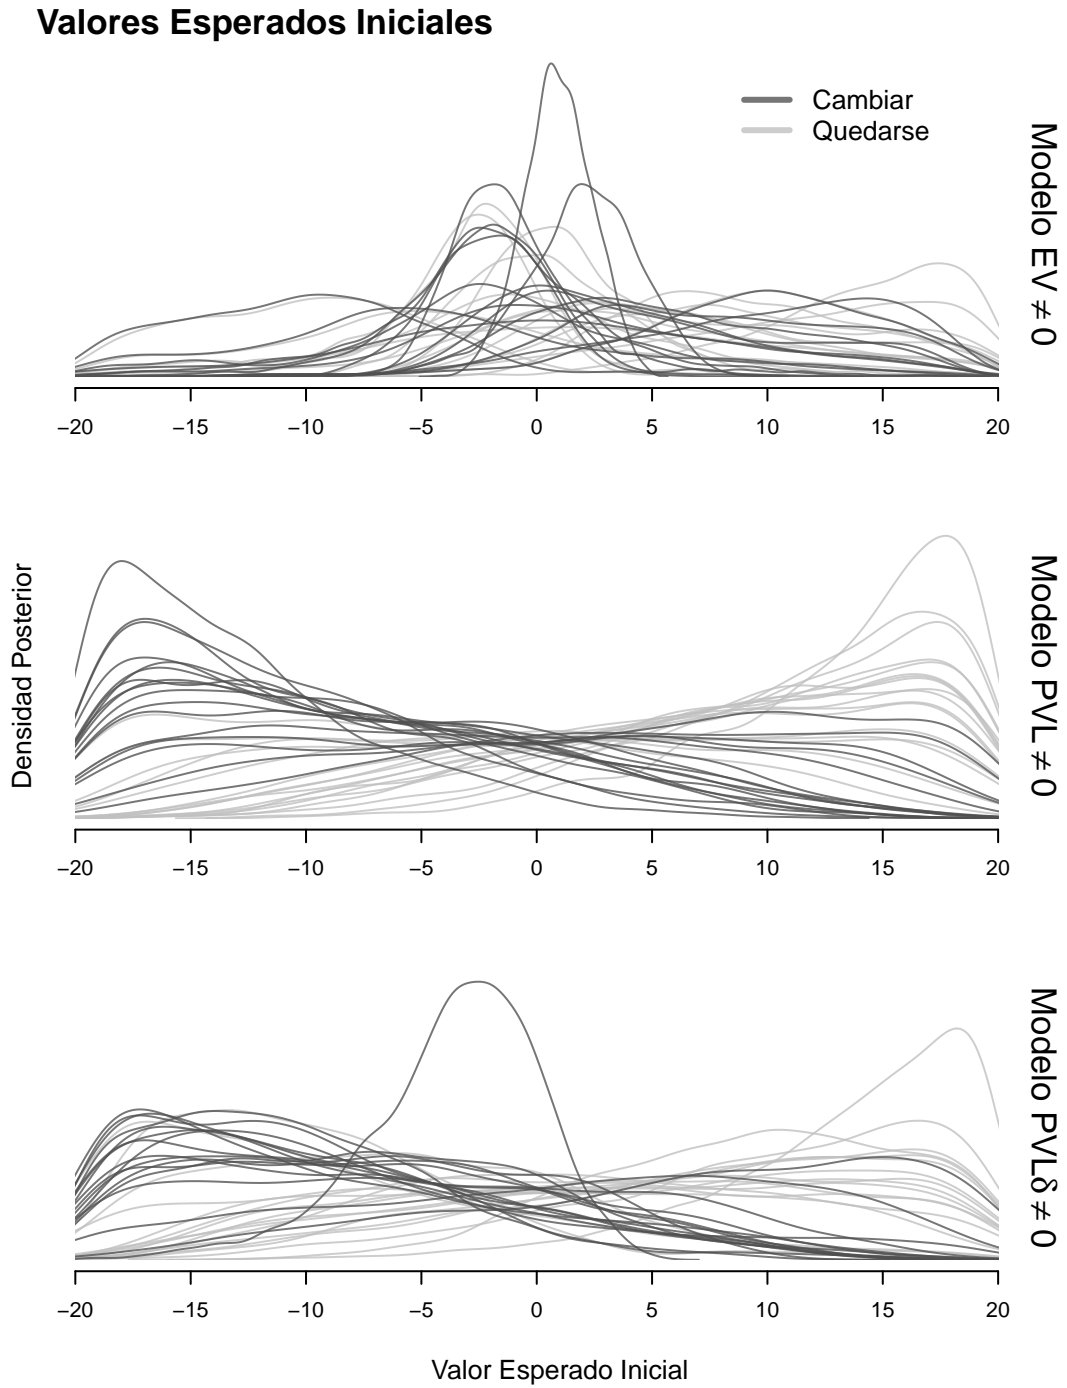 Valores Esperados Iniciales
Cambiar
Quedarse
Modelo EV ≠ 0
−20 −15 −10 −5 0 5 10 15 20
Densidad Posterior
Modelo PVL ≠ 0
−20 −15 −10 −5 0 5 10 15 20
Modelo PVLδ ≠ 0
−20 −15 −10 −5 0 5 10 15 20
Valor Esperado Inicial